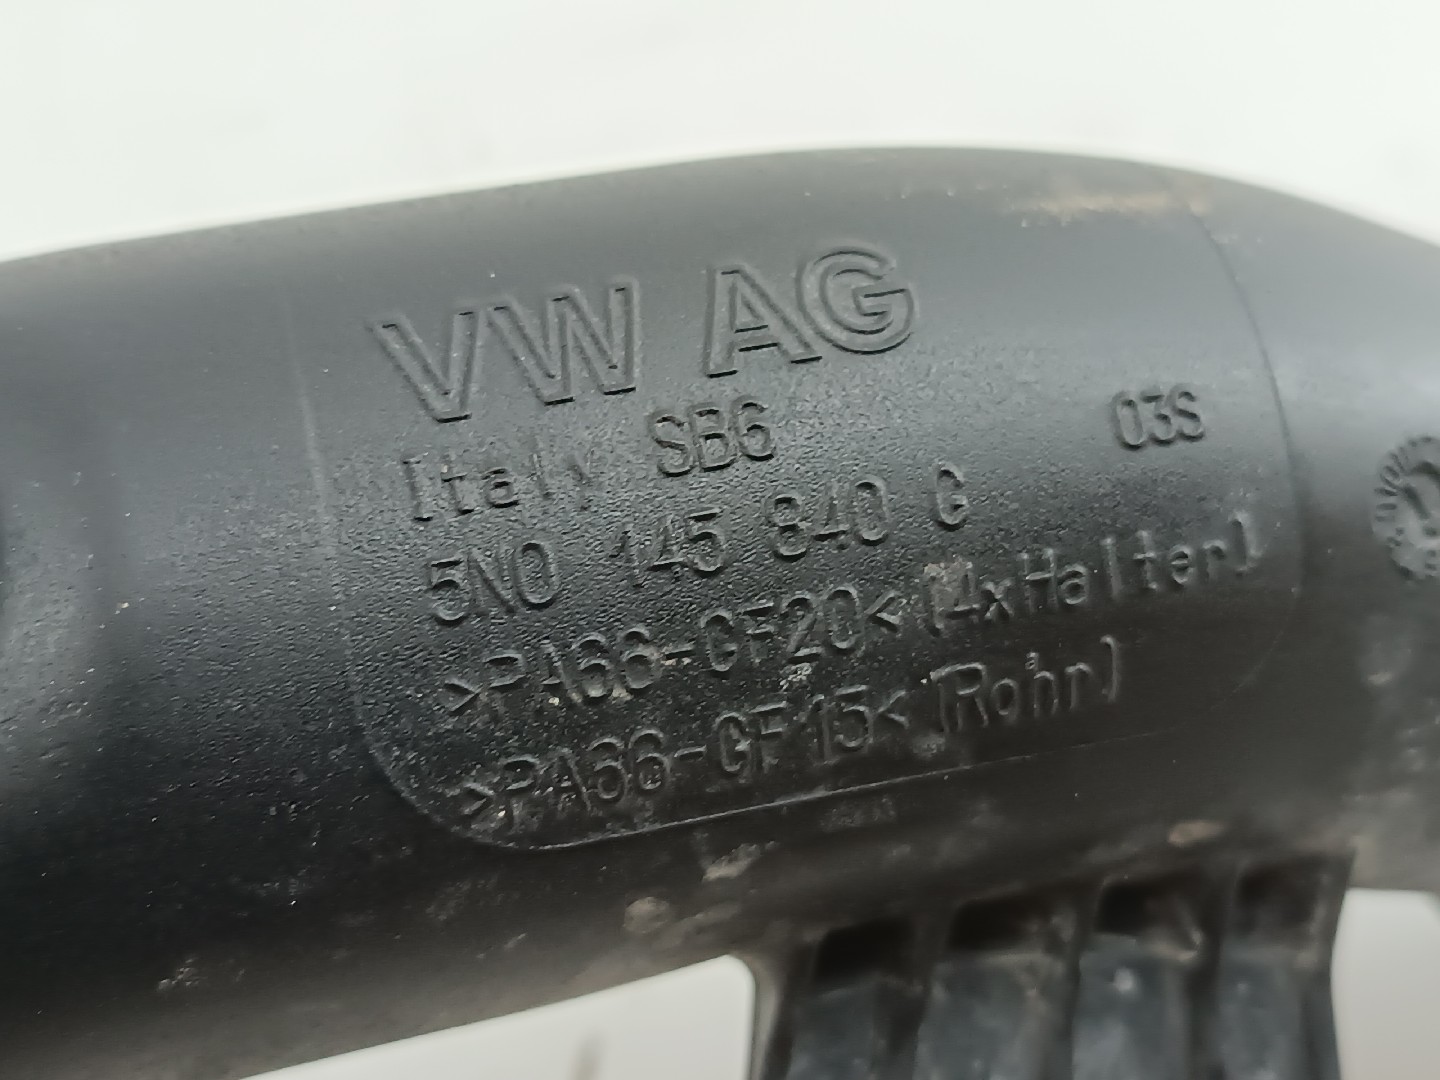 VW AG
Italy SB6 03S
5N0 145 840 G
>PA66-GF20< (4xHalter)
>PA66-GF15< (Rohr)